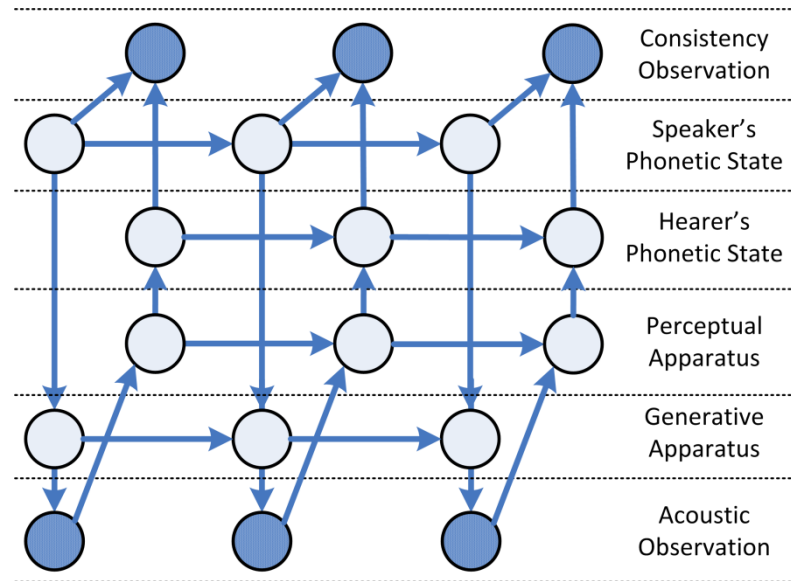 Consistency
Observation
Speaker's
Phonetic State
Hearer's
Phonetic State
Perceptual
Apparatus
Generative
Apparatus
Acoustic
Observation